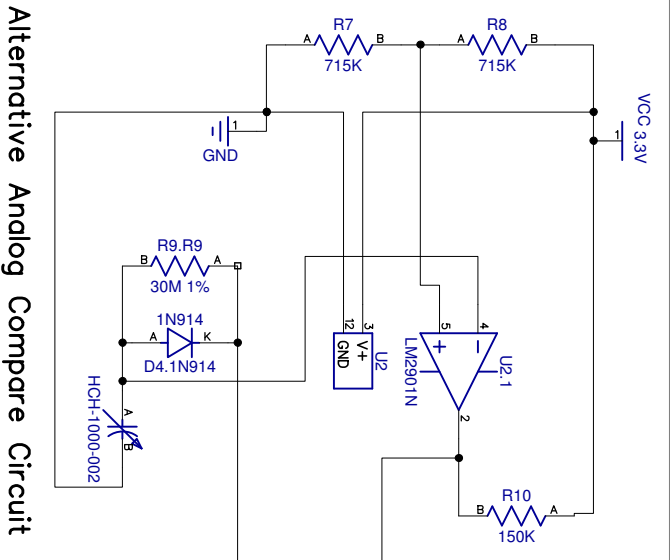 Alternative Analog Compare Circuit
R7
A B
715K
R8
A B
715K
VCC 3.3V
1
1
GND
R9.R9
B A
30M 1%
1N914
A K
D4.1N914
HCH-1000-002
A
B
12 3
GND V+
U2
5 4
+ −
LM2901N
U2.1
2
R10
B A
150K